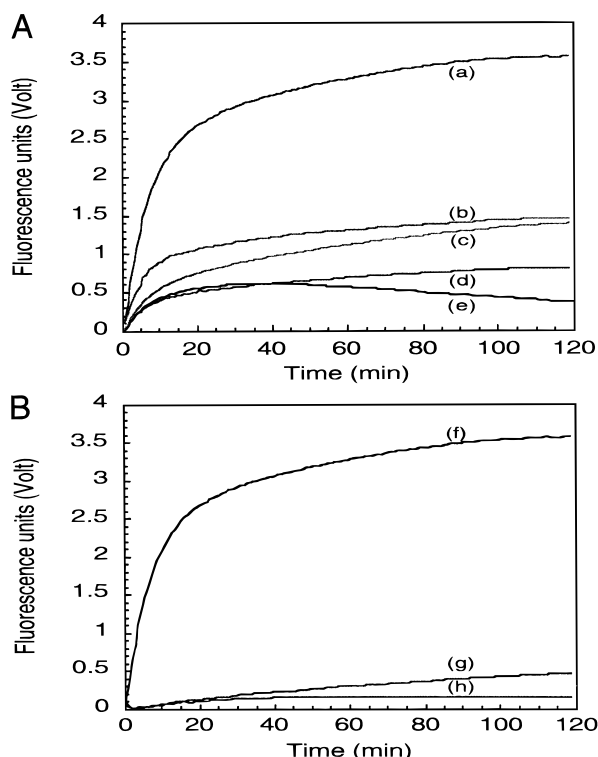 A
Fluorescence units (Volt)
4
3.5
3
2.5
2
1.5
1
0.5
0
(a)
(b)
(c)
(d)
(e)
0 20 40 60 80 100 120
Time (min)
B
Fluorescence units (Volt)
4
3.5
3
2.5
2
1.5
1
0.5
0
(f)
(g)
(h)
0 20 40 60 80 100 120
Time (min)